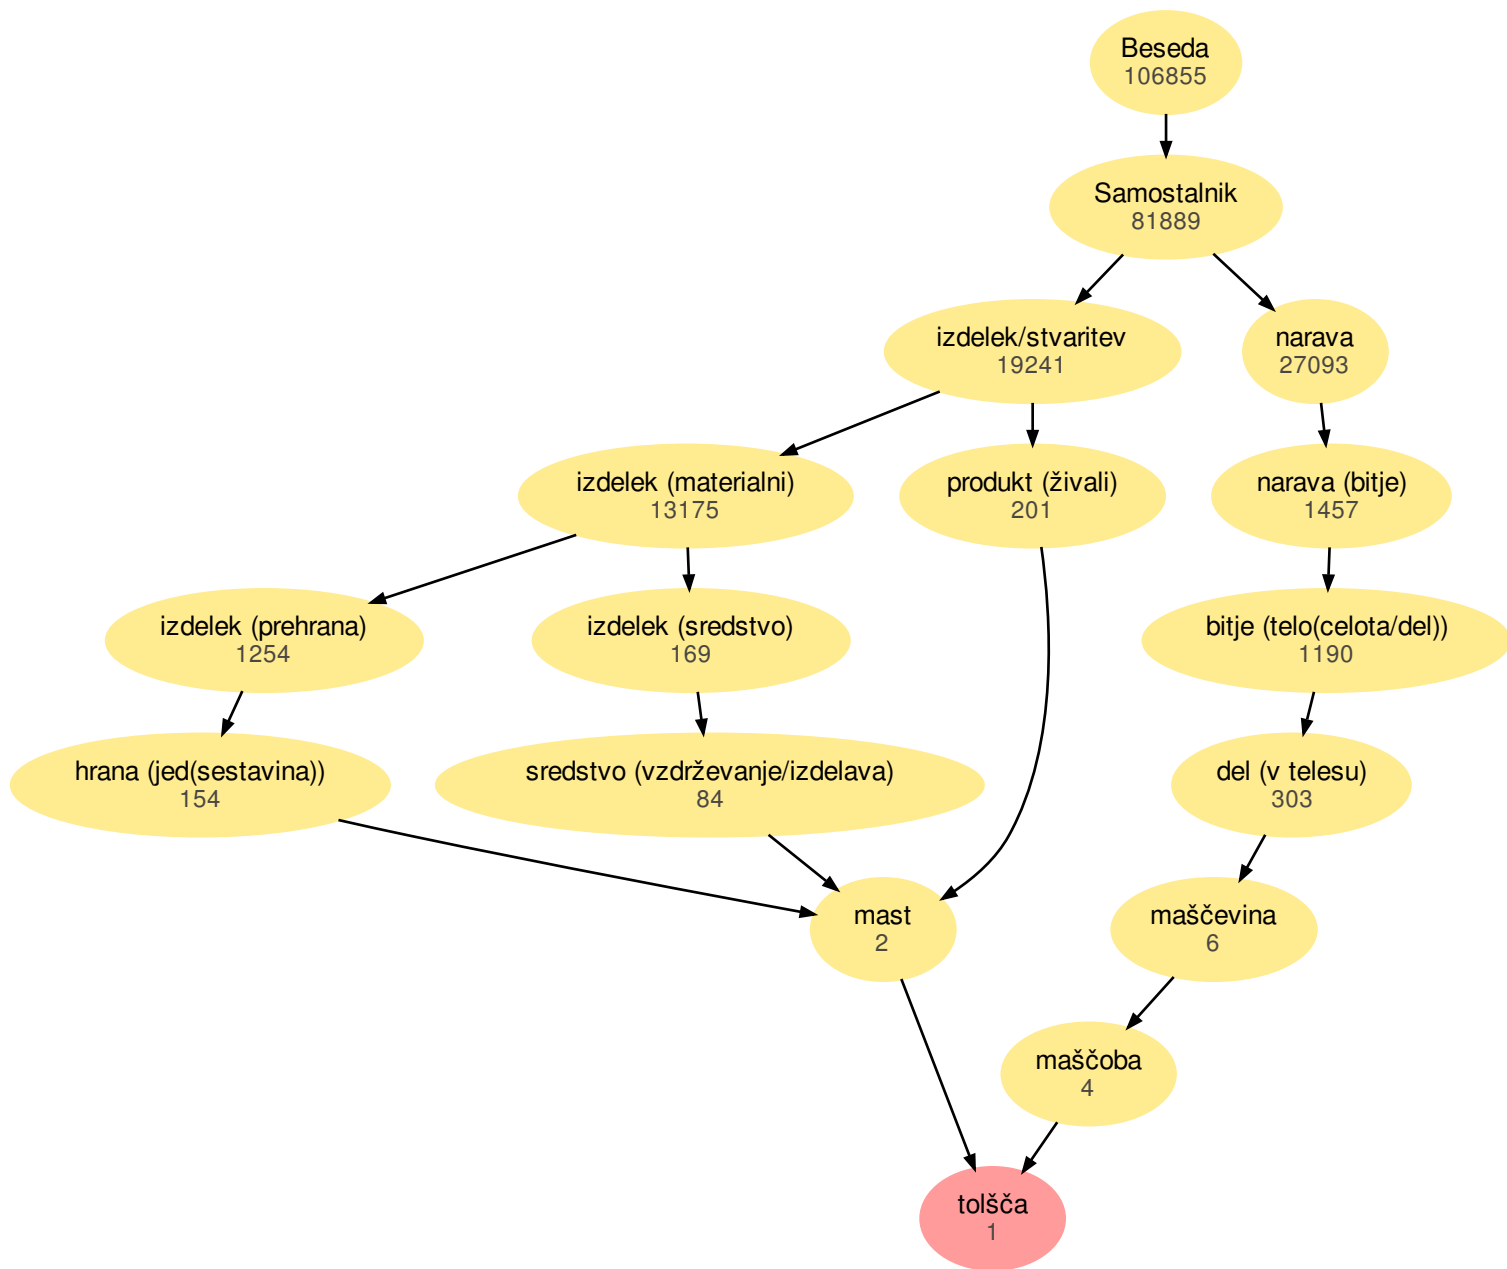 Beseda
106855
Samostalnik
81889
izdelek/stvaritev
19241
narava
27093
izdelek (materialni)
13175
produkt (živali)
201
narava (bitje)
1457
izdelek (prehrana)
1254
izdelek (sredstvo)
169
bitje (telo(celota/del))
1190
hrana (jed(sestavina))
154
sredstvo (vzdrževanje/izdelava)
84
del (v telesu)
303
mast
2
maščevina
6
maščoba
4
tolšča
1